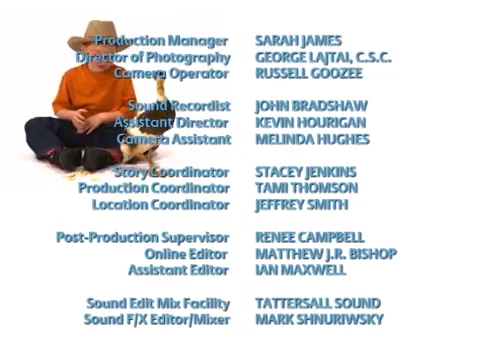 Production Manager SARAH JAMES
Director of Photography GEORGE LAJTAI, C.S.C.
Camera Operator RUSSELL GOOZEE
Sound Recordist JOHN BRADSHAW
Assistant Director KEVIN HOURIGAN
Camera Assistant MELINDA HUGHES
Story Coordinator STACEY JENKINS
Production Coordinator TAMI THOMSON
Location Coordinator JEFFREY SMITH
Post-Production Supervisor RENEE CAMPBELL
Online Editor MATTHEW J.R. BISHOP
Assistant Editor IAN MAXWELL
Sound Edit Mix Facility TATTERSALL SOUND
Sound F/X Editor/Mixer MARK SHNURIWSKY